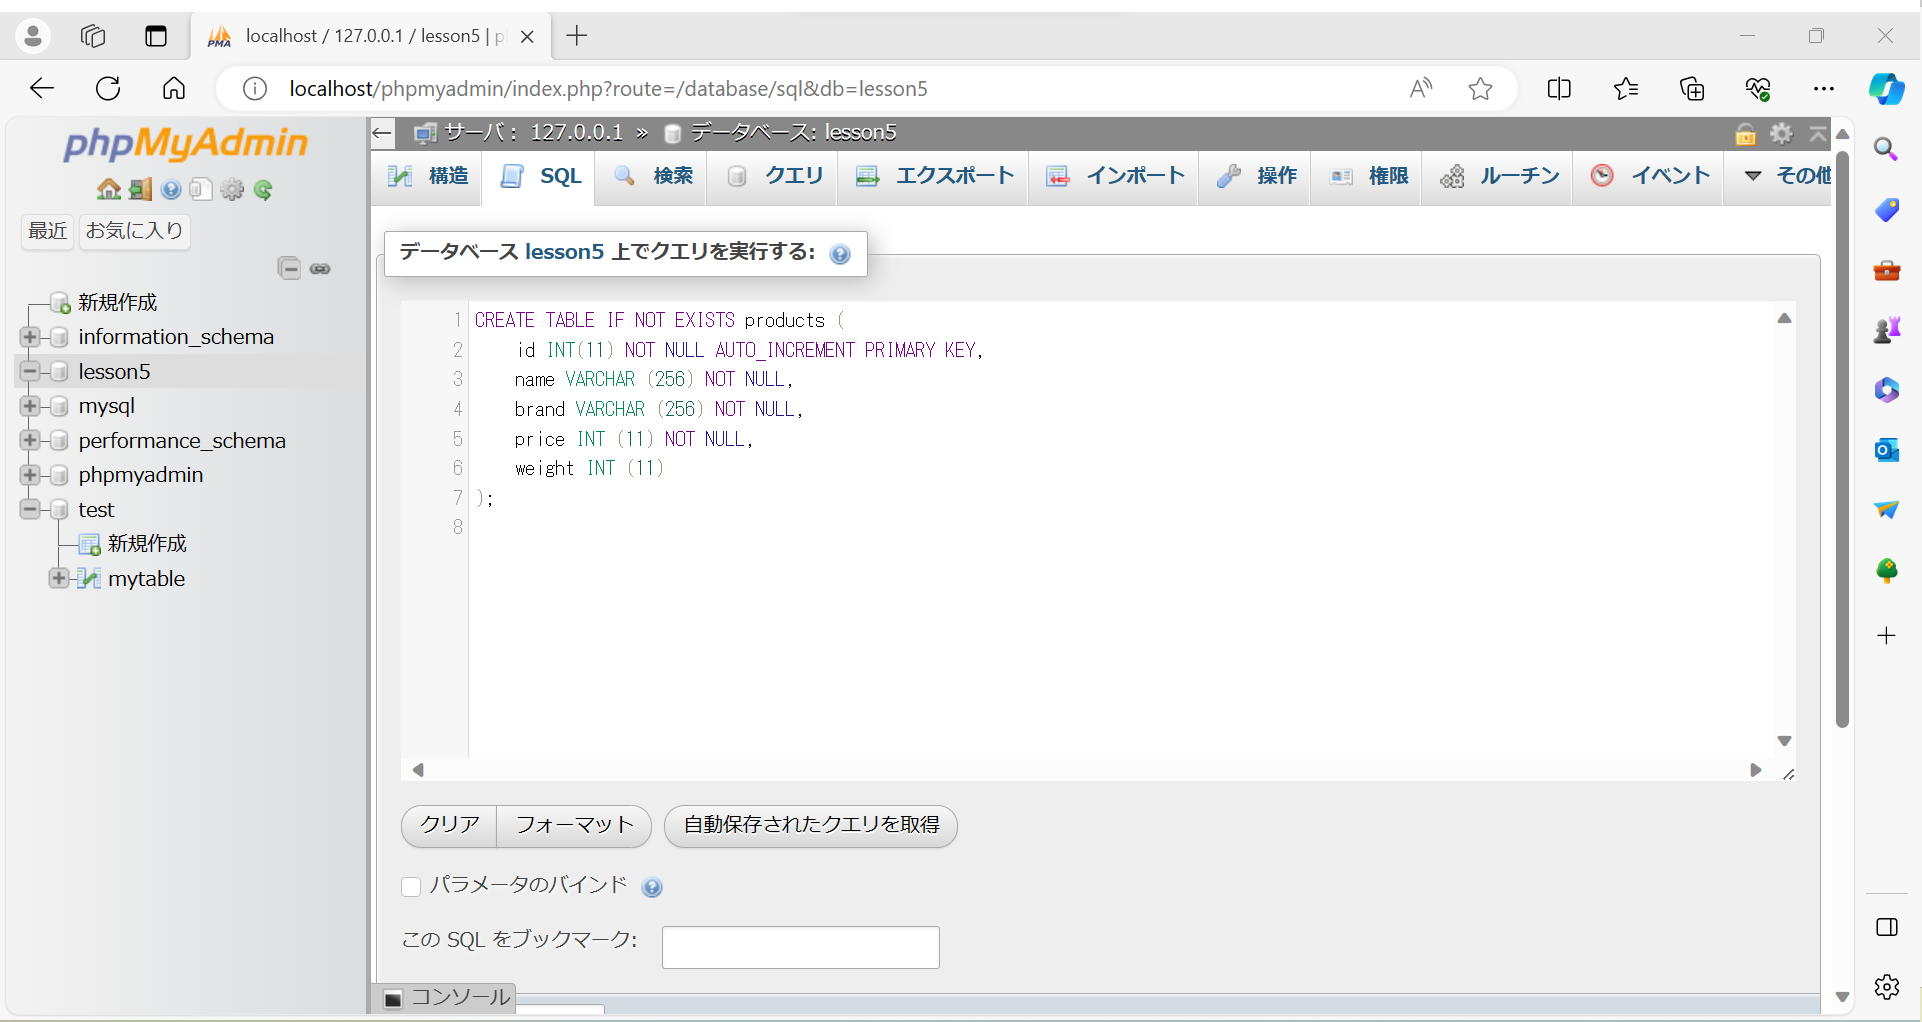 localhost / 127.0.0.1 / lesson5 | p
localhost/phpmyadmin/index.php?route=/database/sql&db=lesson5
phpMyAdmin
最近 お気に入り
新規作成
information_schema
lesson5
mysql
performance_schema
phpmyadmin
test
新規作成
mytable
サーバ: 127.0.0.1 » データベース: lesson5
構造 SQL 検索 クエリ エクスポート インポート 操作 権限 ルーチン イベント その他
データベース lesson5 上でクエリを実行する:
1 CREATE TABLE IF NOT EXISTS products (
2 id INT(11) NOT NULL AUTO_INCREMENT PRIMARY KEY,
3 name VARCHAR (256) NOT NULL,
4 brand VARCHAR (256) NOT NULL,
5 price INT (11) NOT NULL,
6 weight INT (11)
7 );
8
クリア フォーマット 自動保存されたクエリを取得
パラメータのバインド
この SQL をブックマーク:
コンソール